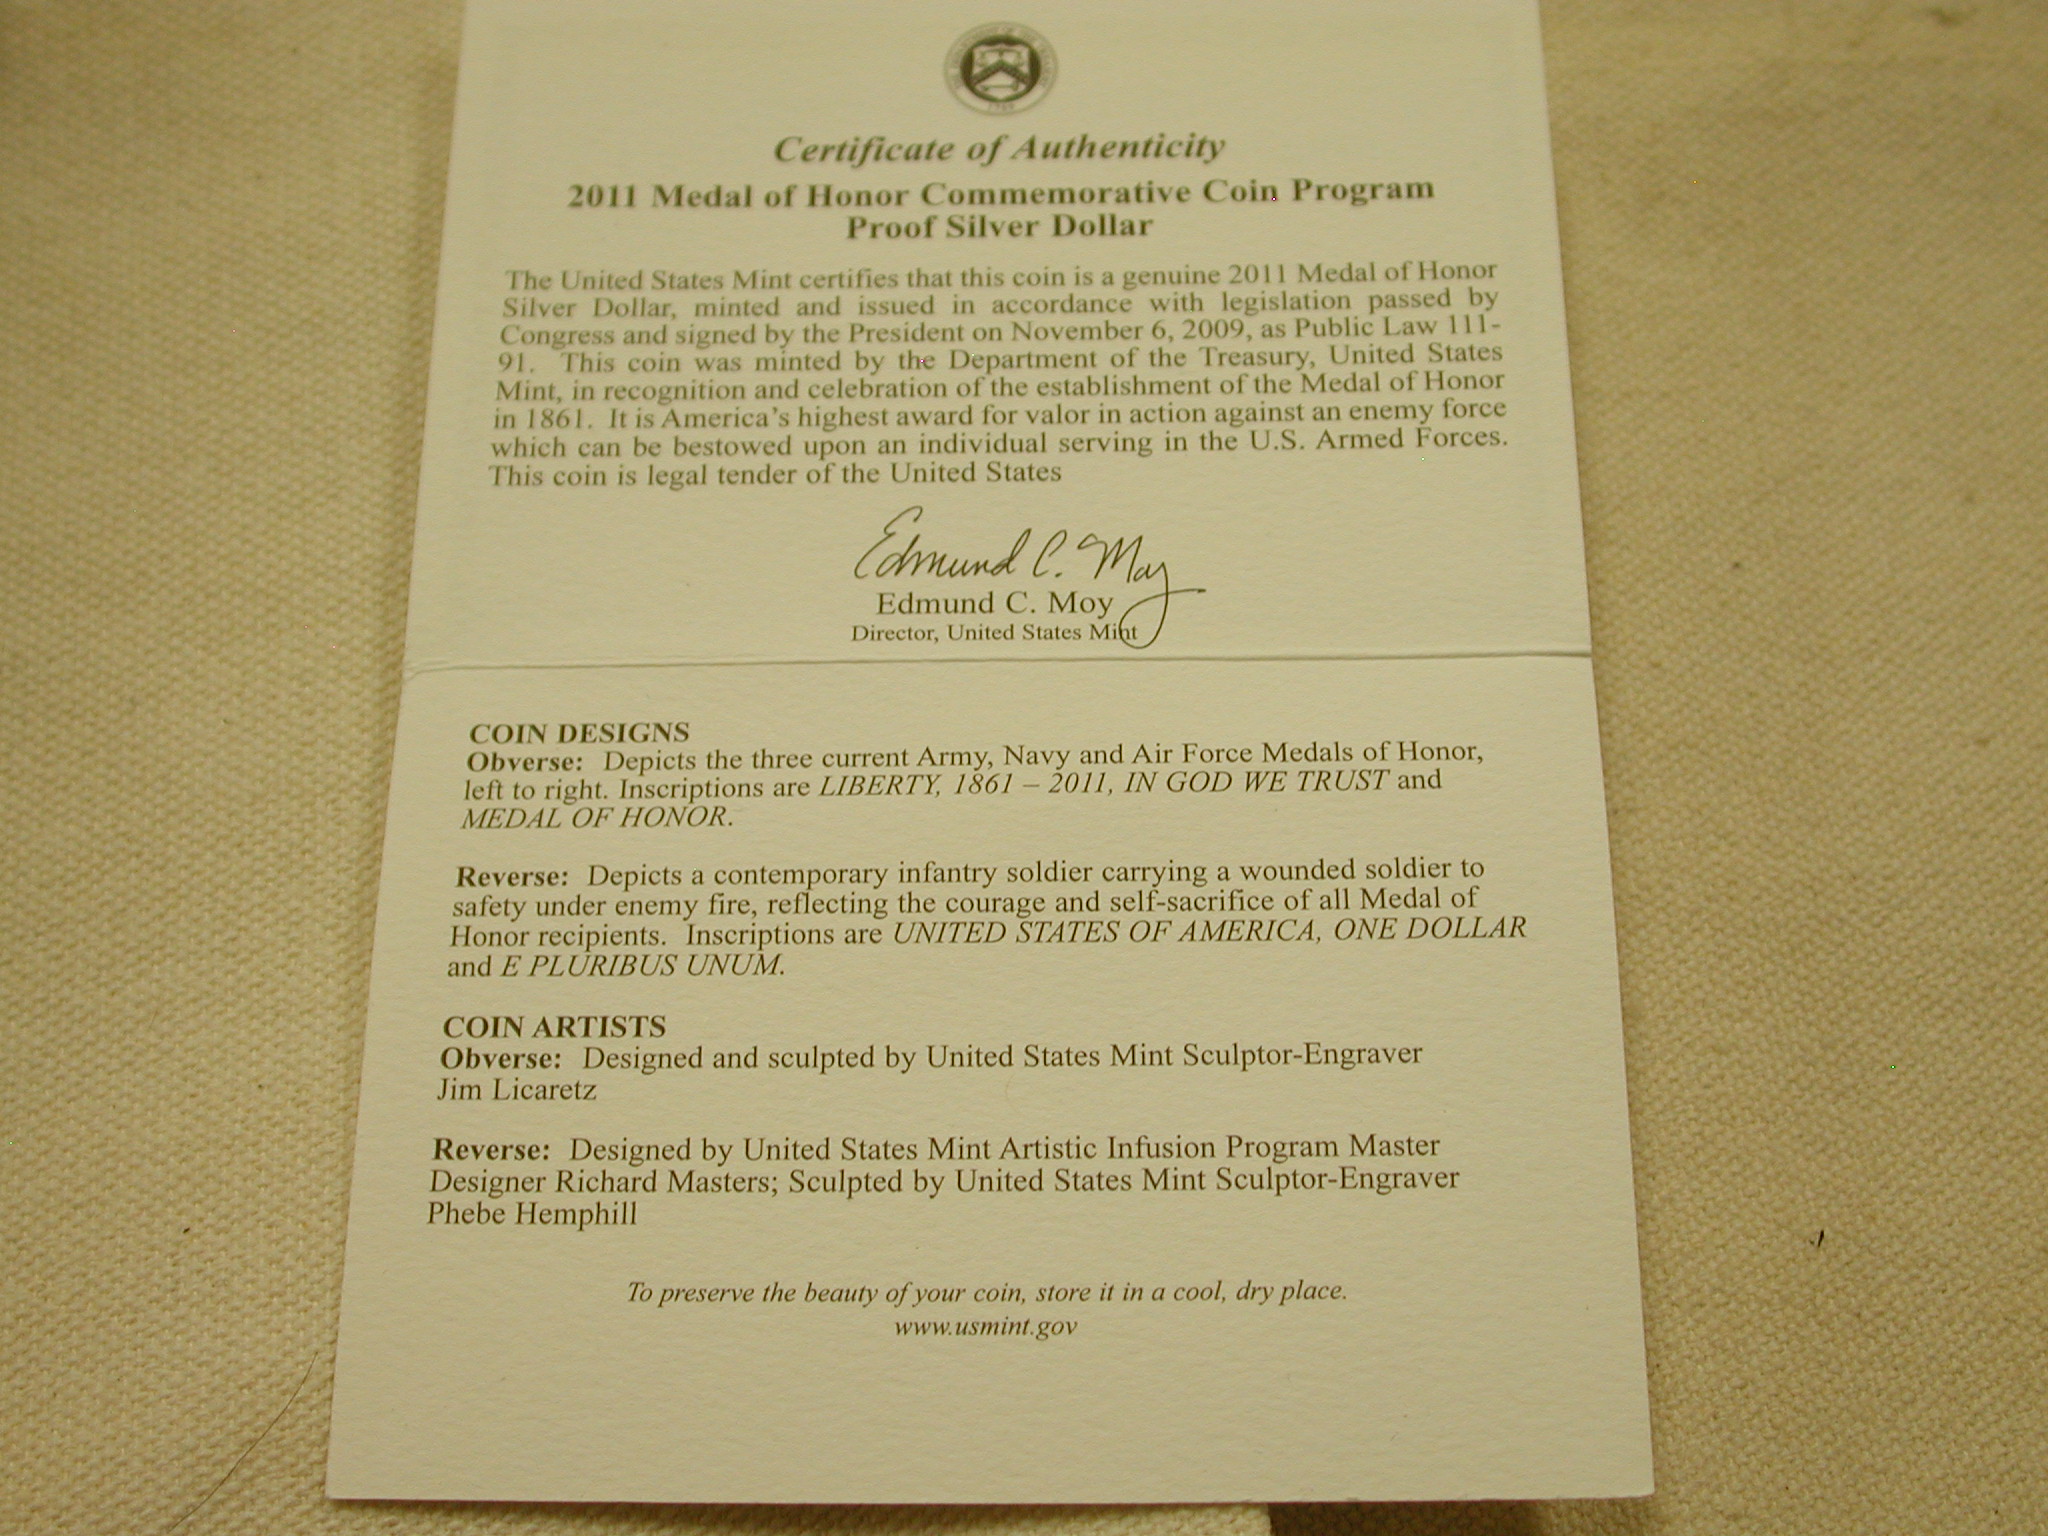 Certificate of Authenticity
2011 Medal of Honor Commemorative Coin Program
Proof Silver Dollar
The United States Mint certifies that this coin is a genuine 2011 Medal of Honor
Silver Dollar, minted and issued in accordance with legislation passed by
Congress and signed by the President on November 6, 2009, as Public Law 111-
91. This coin was minted by the Department of the Treasury, United States
Mint, in recognition and celebration of the establishment of the Medal of Honor
in 1861. It is America's highest award for valor in action against an enemy force
which can be bestowed upon an individual serving in the U.S. Armed Forces.
This coin is legal tender of the United States
Edmund C. Moy
Edmund C. Moy
Director, United States Mint
COIN DESIGNS
Obverse: Depicts the three current Army, Navy and Air Force Medals of Honor,
left to right. Inscriptions are LIBERTY, 1861 – 2011, IN GOD WE TRUST and
MEDAL OF HONOR.
Reverse: Depicts a contemporary infantry soldier carrying a wounded soldier to
safety under enemy fire, reflecting the courage and self-sacrifice of all Medal of
Honor recipients. Inscriptions are UNITED STATES OF AMERICA, ONE DOLLAR
and E PLURIBUS UNUM.
COIN ARTISTS
Obverse: Designed and sculpted by United States Mint Sculptor-Engraver
Jim Licaretz
Reverse: Designed by United States Mint Artistic Infusion Program Master
Designer Richard Masters; Sculpted by United States Mint Sculptor-Engraver
Phebe Hemphill
To preserve the beauty of your coin, store it in a cool, dry place.
www.usmint.gov